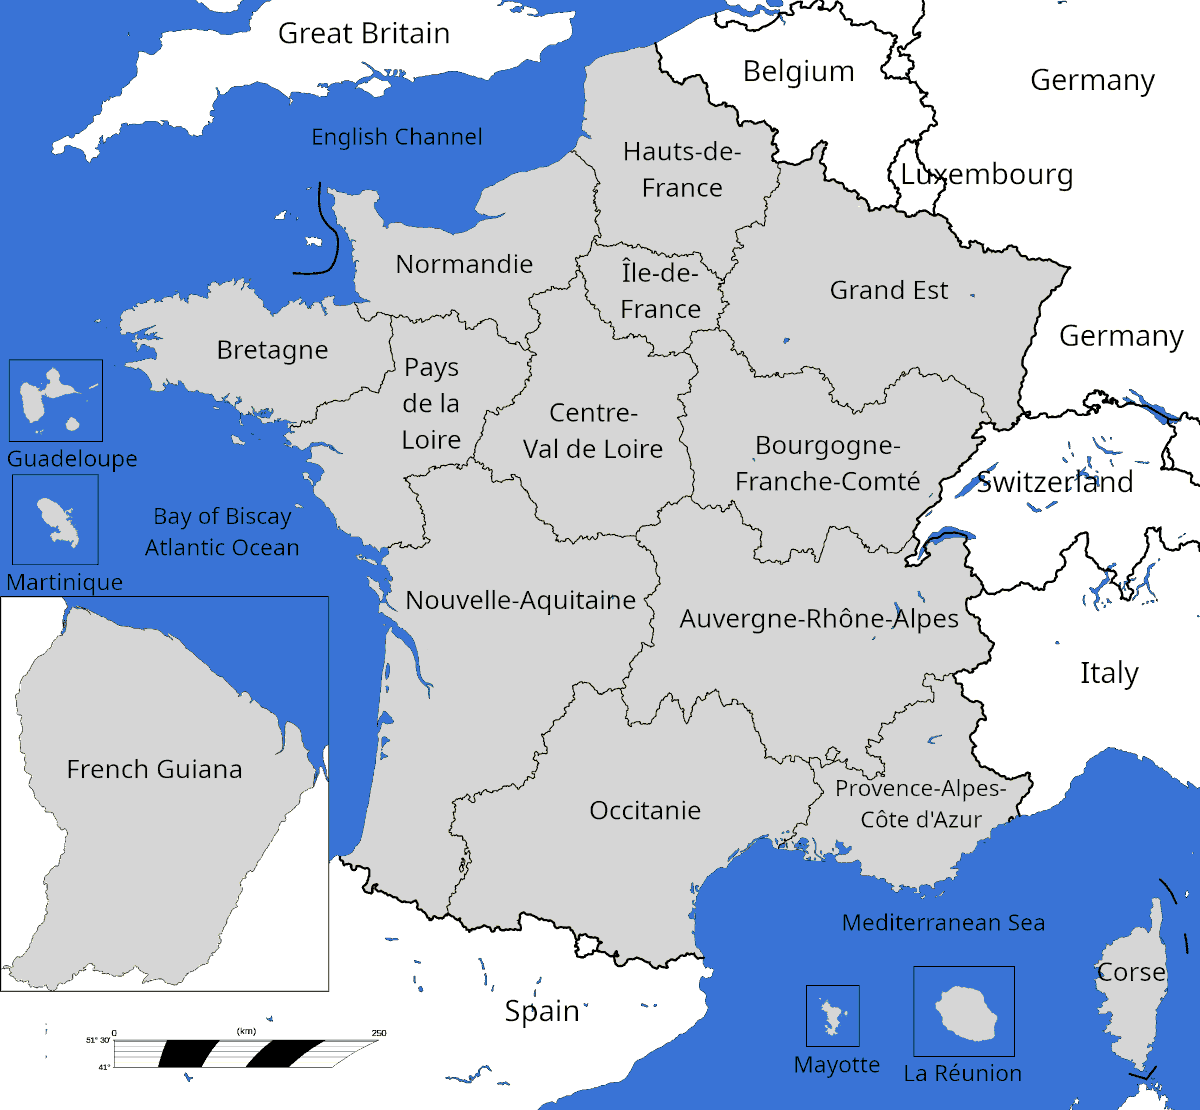 Great Britain
Belgium
Germany
English Channel
Hauts-de-
France
Luxembourg
Normandie
Île-de-
France
Grand Est
Germany
Bretagne
Pays
de la
Loire
Centre-
Val de Loire
Bourgogne-
Franche-Comté
Switzerland
Guadeloupe
Bay of Biscay
Atlantic Ocean
Martinique
Nouvelle-Aquitaine
Auvergne-Rhône-Alpes
Italy
French Guiana
Occitanie
Provence-Alpes-
Côte d'Azur
Mediterranean Sea
Corse
Spain
Mayotte
La Réunion
0 (km) 250
51° 30'
41°